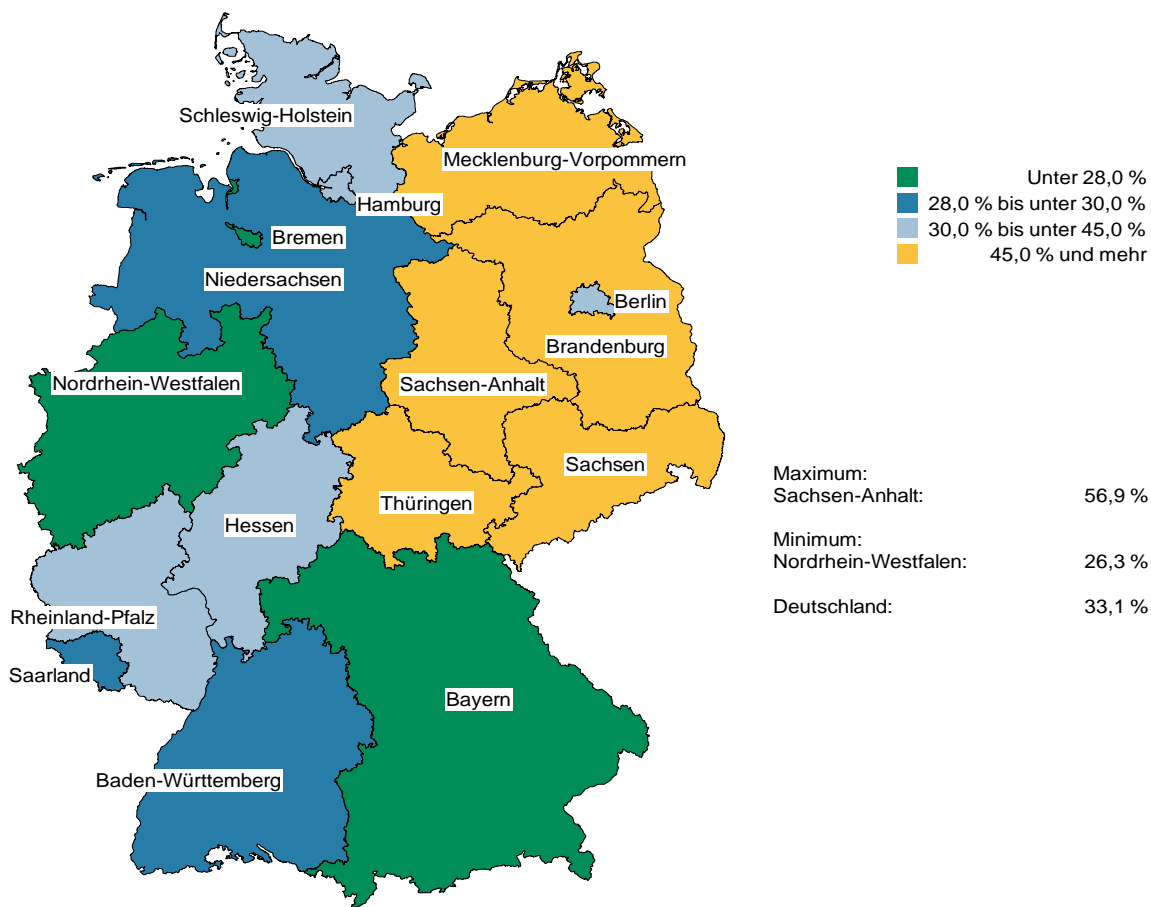 Schleswig-Holstein
Mecklenburg-Vorpommern
Hamburg
Bremen
Niedersachsen
Berlin
Brandenburg
Nordrhein-Westfalen
Sachsen-Anhalt
Sachsen
Thüringen
Hessen
Rheinland-Pfalz
Saarland
Bayern
Baden-Württemberg
Unter 28,0 %
28,0 % bis unter 30,0 %
30,0 % bis unter 45,0 %
45,0 % und mehr
Maximum:
Sachsen-Anhalt: 56,9 %
Minimum:
Nordrhein-Westfalen: 26,3 %
Deutschland: 33,1 %